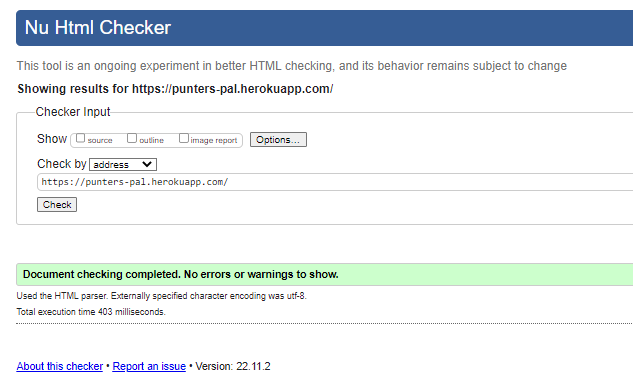 Nu Html Checker
This tool is an ongoing experiment in better HTML checking, and its behavior remains subject to change
Showing results for https://punters-pal.herokuapp.com/
Checker Input
Show source outline image report Options...
Check by address
https://punters-pal.herokuapp.com/
Check
Document checking completed. No errors or warnings to show.
Used the HTML parser. Externally specified character encoding was utf-8.
Total execution time 403 milliseconds.
About this checker • Report an issue • Version: 22.11.2